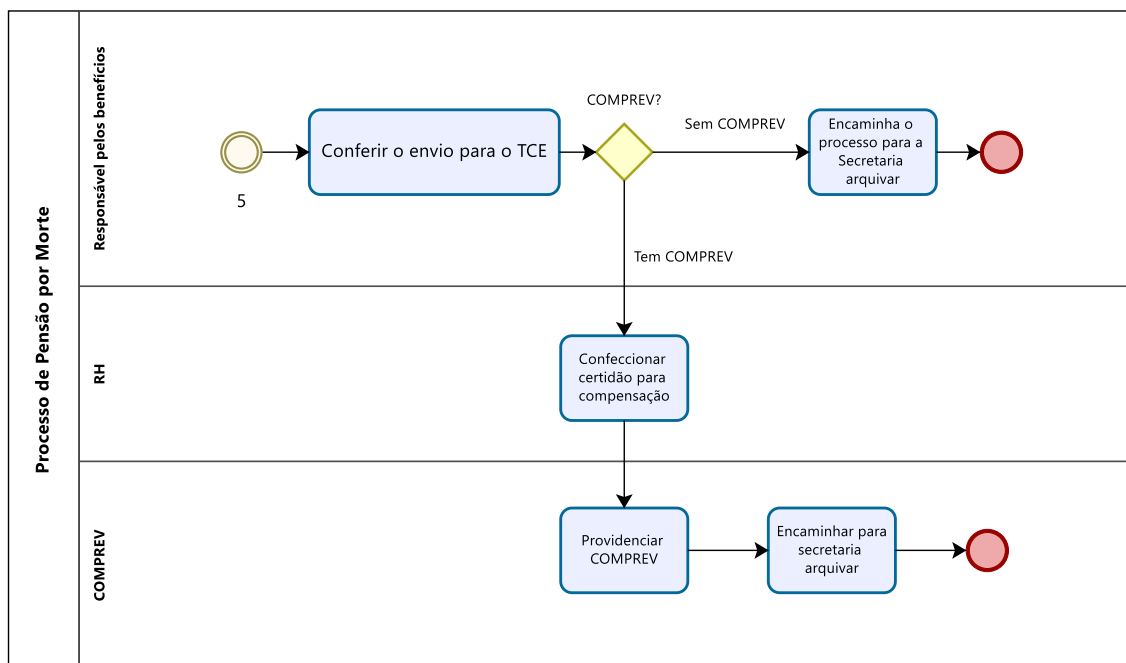 Processo de Pensão por Morte
Responsável pelos benefícios
5
Conferir o envio para o TCE
COMPREV?
Sem COMPREV
Encaminha o
processo para a
Secretaria
arquivar
Tem COMPREV
RH
Confeccionar
certidão para
compensação
COMPREV
Providenciar
COMPREV
Encaminhar para
secretaria
arquivar